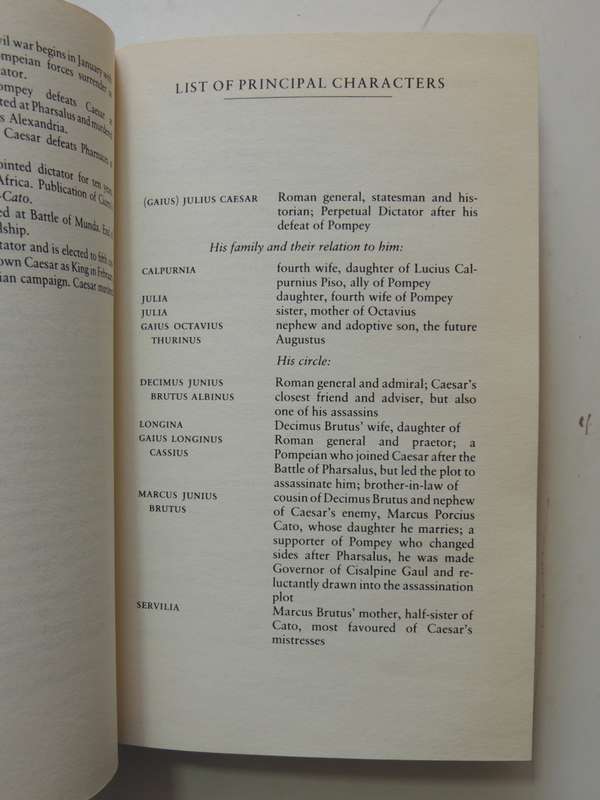 vil war begins in January with
mpeian forces surrender
ator.
ompey defeats Caesar
ted at Pharsalus and murdered
s Alexandria.
Caesar defeats Pharnaces
ointed dictator for ten years
Africa. Publication of
-Cato.
ed at Battle of Munda. End
dship.
tator and is elected to fifth
own Caesar as King in
ian campaign. Caesar
LIST OF PRINCIPAL CHARACTERS
(GAIUS) JULIUS CAESAR Roman general, statesman and his-
torian; Perpetual Dictator after his
defeat of Pompey
His family and their relation to him:
CALPURNIA fourth wife, daughter of Lucius Cal-
purnius Piso, ally of Pompey
JULIA daughter, fourth wife of Pompey
JULIA sister, mother of Octavius
GAIUS OCTAVIUS nephew and adoptive son, the future
THURINUS Augustus
His circle:
DECIMUS JUNIUS Roman general and admiral; Caesar's
BRUTUS ALBINUS closest friend and adviser, but also
one of his assassins
LONGINA Decimus Brutus' wife, daughter of
GAIUS LONGINUS Roman general and praetor; a
CASSIUS Pompeian who joined Caesar after the
Battle of Pharsalus, but led the plot to
assassinate him; brother-in-law of
MARCUS JUNIUS cousin of Decimus Brutus and nephew
BRUTUS of Caesar's enemy, Marcus Porcius
Cato, whose daughter he marries; a
supporter of Pompey who changed
sides after Pharsalus, he was made
Governor of Cisalpine Gaul and re-
luctantly drawn into the assassination
plot
SERVILIA Marcus Brutus' mother, half-sister of
Cato, most favoured of Caesar's
mistresses